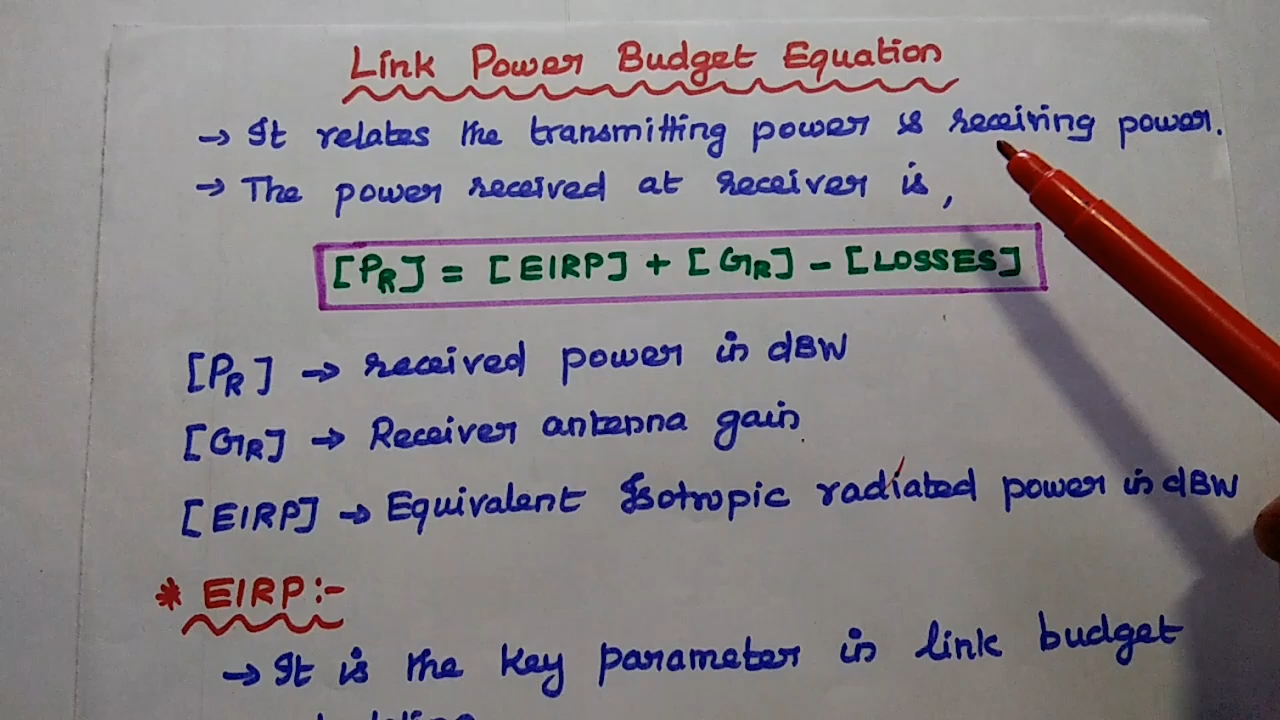 Link Power Budget Equation
→ It relates the transmitting power & receiving power.
→ The power received at receiver is,
[PR] = [EIRP] + [GR] - [LOSSES]
[PR] → received power in dBW
[GR] → Receiver antenna gain
[EIRP] → Equivalent Isotropic radiated power in dBW
* EIRP:-
→ It is the key parameter in link budget